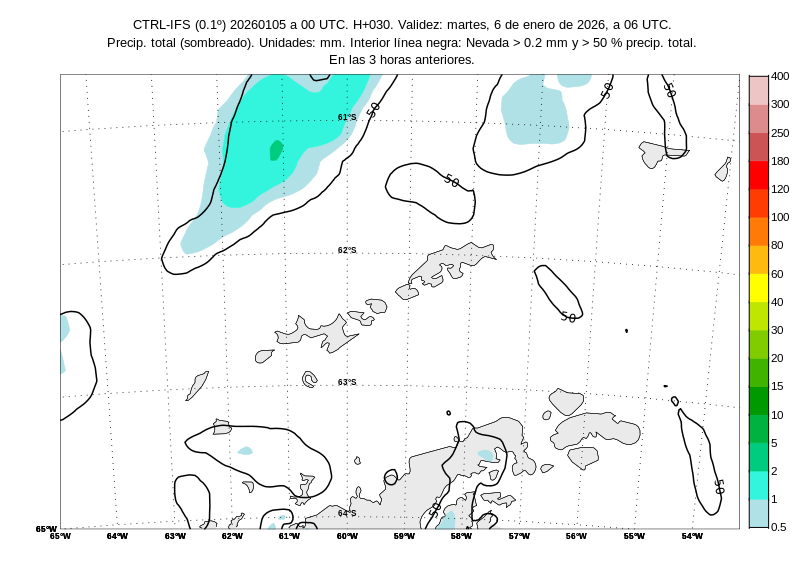 CTRL-IFS (0.1º) 20260105 a 00 UTC. H+030. Validez: martes, 6 de enero de 2026, a 06 UTC.
Precip. total (sombreado). Unidades: mm. Interior línea negra: Nevada > 0.2 mm y > 50 % precip. total.
En las 3 horas anteriores.
400
300
250
180
120
100
80
60
40
30
20
15
10
5
2
1
0.5
50
50
50
50
50
50
50
61°S
62°S
63°S
64°S
65°W
65°W 64°W 63°W 62°W 61°W 60°W 59°W 58°W 57°W 56°W 55°W 54°W